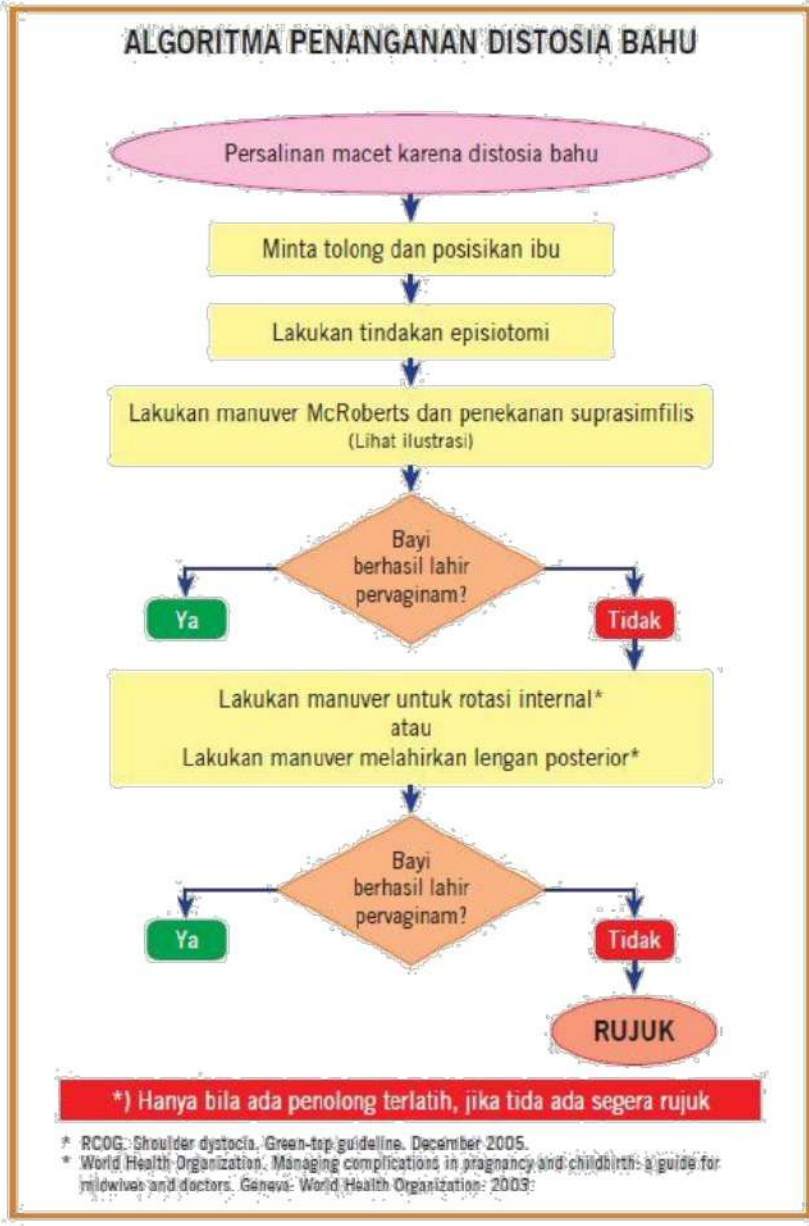 ALGORITMA PENANGANAN DISTOSIA BAHU
Persalinan macet karena distosia bahu
Minta tolong dan posisikan ibu
Lakukan tindakan episiotomi
Lakukan manuver McRoberts dan penekanan suprasimfilis
(Lihat ilustrasi)
Bayi
berhasil lahir
pervaginam?
Ya
Tidak
Lakukan manuver untuk rotasi internal*
atau
Lakukan manuver melahirkan lengan posterior*
Bayi
berhasil lahir
pervaginam?
Ya
Tidak
RUJUK
*) Hanya bila ada penolong terlatih, jika tida ada segera rujuk
* RCOG. Shoulder dystocia. Green-top guideline. December 2005.
* World Health Organization. Managing complications in pragnancy and childbirth: a guide for
midwives and doctors. Geneva: World Health Organization: 2003.